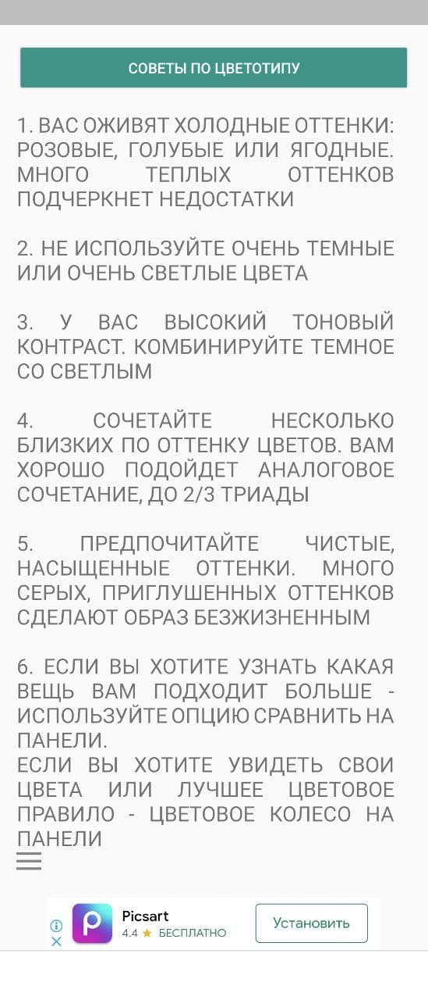 СОВЕТЫ ПО ЦВЕТОТИПУ
1. ВАС ОЖИВЯТ ХОЛОДНЫЕ ОТТЕНКИ:
РОЗОВЫЕ, ГОЛУБЫЕ ИЛИ ЯГОДНЫЕ.
МНОГО ТЕПЛЫХ ОТТЕНКОВ
ПОДЧЕРКНЕТ НЕДОСТАТКИ
2. НЕ ИСПОЛЬЗУЙТЕ ОЧЕНЬ ТЕМНЫЕ
ИЛИ ОЧЕНЬ СВЕТЛЫЕ ЦВЕТА
3. У ВАС ВЫСОКИЙ ТОНОВЫЙ
КОНТРАСТ. КОМБИНИРУЙТЕ ТЕМНОЕ
СО СВЕТЛЫМ
4. СОЧЕТАЙТЕ НЕСКОЛЬКО
БЛИЗКИХ ПО ОТТЕНКУ ЦВЕТОВ. ВАМ
ХОРОШО ПОДОЙДЕТ АНАЛОГОВОЕ
СОЧЕТАНИЕ, ДО 2/3 ТРИАДЫ
5. ПРЕДПОЧИТАЙТЕ ЧИСТЫЕ,
НАСЫЩЕННЫЕ ОТТЕНКИ. МНОГО
СЕРЫХ, ПРИГЛУШЕННЫХ ОТТЕНКОВ
СДЕЛАЮТ ОБРАЗ БЕЗЖИЗНЕННЫМ
6. ЕСЛИ ВЫ ХОТИТЕ УЗНАТЬ КАКАЯ
ВЕЩЬ ВАМ ПОДХОДИТ БОЛЬШЕ -
ИСПОЛЬЗУЙТЕ ОПЦИЮ СРАВНИТЬ НА
ПАНЕЛИ.
ЕСЛИ ВЫ ХОТИТЕ УВИДЕТЬ СВОИ
ЦВЕТА ИЛИ ЛУЧШЕЕ ЦВЕТОВОЕ
ПРАВИЛО - ЦВЕТОВОЕ КОЛЕСО НА
ПАНЕЛИ
Picsart
4.4 ★ БЕСПЛАТНО
Установить